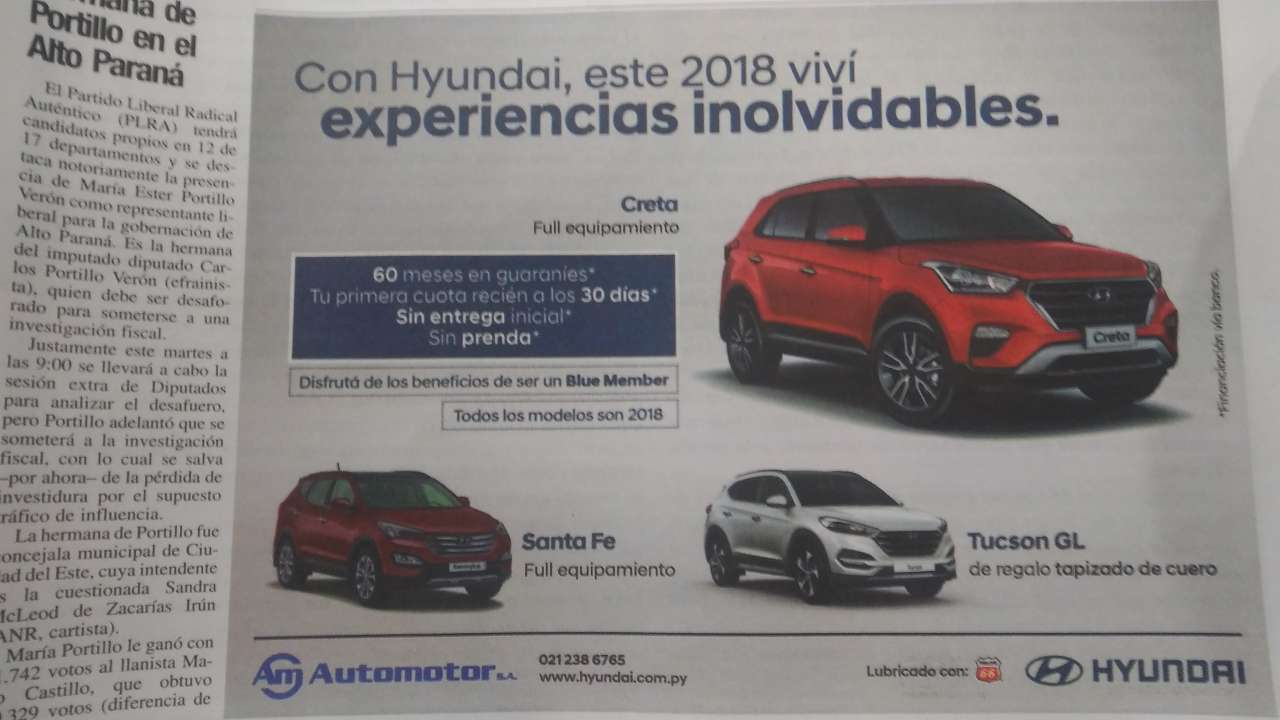 de
Portillo en el
Alto Paraná
El Partido Liberal Radical
Auténtico (PLRA) tendrá
candidatos propios en 12 de
17 departamentos y se des-
taca notoriamente la presen-
cia de María Ester Portillo
Verón como representante li-
beral para la gobernación de
Alto Paraná. Es la hermana
del imputado diputado Car-
los Portillo Verón (efrainis-
ta), quien debe ser desafo-
rado para someterse a una
investigación fiscal.
Justamente este martes a
las 9:00 se llevará a cabo la
sesión extra de Diputados
para analizar el desafuero,
pero Portillo adelantó que se
someterá a la investigación
fiscal, con lo cual se salva
–por ahora– de la pérdida de
investidura por el supuesto
tráfico de influencia.
La hermana de Portillo fue
concejala municipal de Ciu-
dad del Este, cuya intendente
es la cuestionada Sandra
McLeod de Zacarías Irún
(ANR, cartista).
María Portillo le ganó con
1.742 votos al llanista Ma-
Castillo, que obtuvo
329 votos (diferencia de
Con Hyundai, este 2018 viví
experiencias inolvidables.
Creta
Full equipamiento
60 meses en guaraníes*
Tu primera cuota recién a los 30 días*
Sin entrega inicial*
Sin prenda*
Disfrutá de los beneficios de ser un Blue Member
Todos los modelos son 2018
Creta
*Financiación vía banco.
Santa Fe
Full equipamiento
Tucson GL
de regalo tapizado de cuero
Am Automotor S.A.
021 238 6765
www.hyundai.com.py
Lubricado con: 66
HYUNDAI